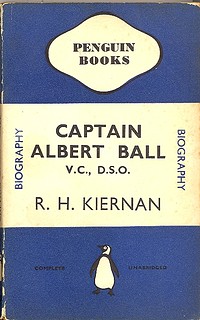 PENGUIN
BOOKS
BIOGRAPHY
CAPTAIN
ALBERT BALL
V.C., D.S.O.
R. H. KIERNAN
BIOGRAPHY
COMPLETE UNABRIDGED